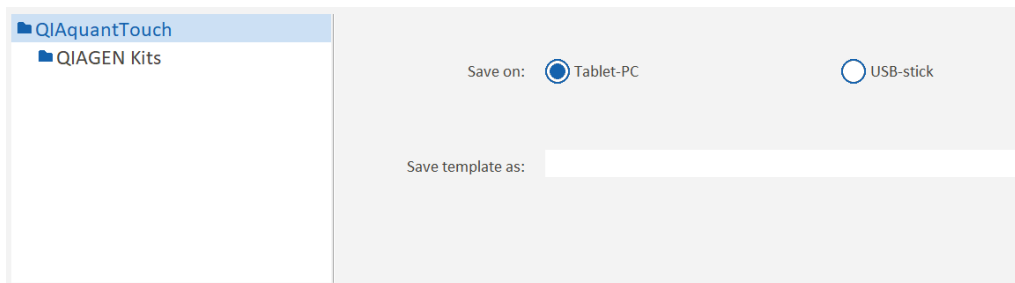 QIAquantTouch
QIAGEN Kits
Save on: Tablet-PC USB-stick
Save template as: